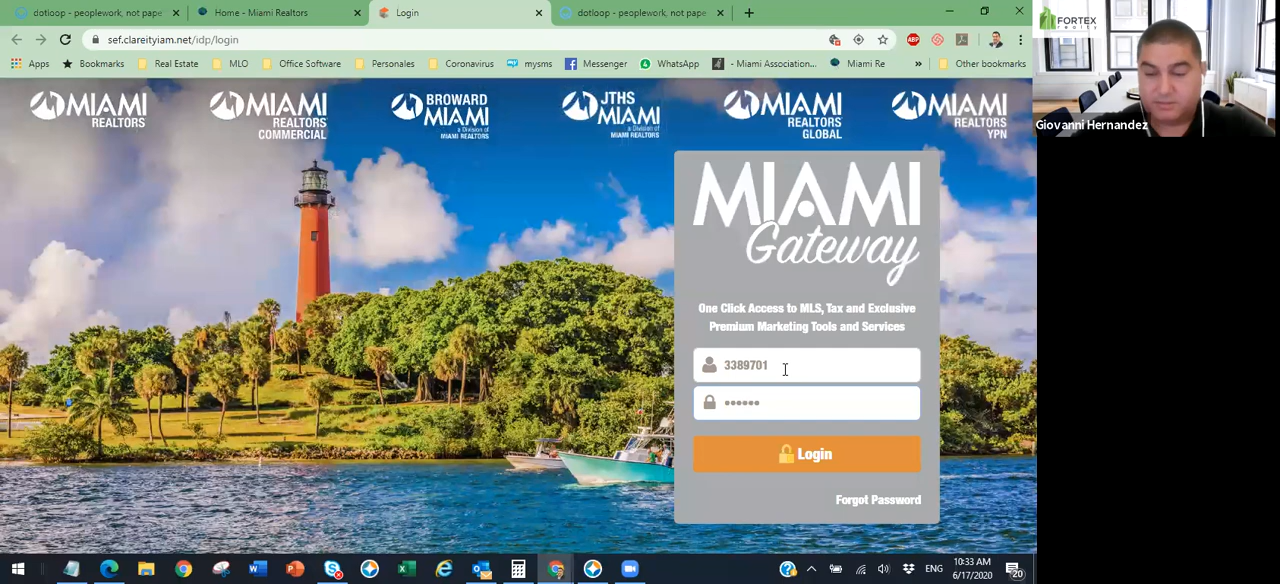 dotloop - peoplework, not pape
Home - Miami Realtors
Login
dotloop - peoplework, not pape
sef.clareityiam.net/idp/login
ABP
Apps
Bookmarks
Real Estate
MLO
Office Software
Personales
Coronavirus
mysms
Messenger
WhatsApp
- Miami Association...
Miami Re
»
Other bookmarks
FORTEX
realty
Giovanni Hernandez
MIAMI
REALTORS
MIAMI
REALTORS
COMMERCIAL
BROWARD
MIAMI
a Division of
MIAMI REALTORS
JTHS
MIAMI
a Division of
MIAMI REALTORS
MIAMI
REALTORS
GLOBAL
MIAMI
REALTORS
YPN
MIAMI
Gateway
One Click Access to MLS, Tax and Exclusive
Premium Marketing Tools and Services
3389701
••••••
Login
Forgot Password
ENG
10:33 AM
6/17/2020
20